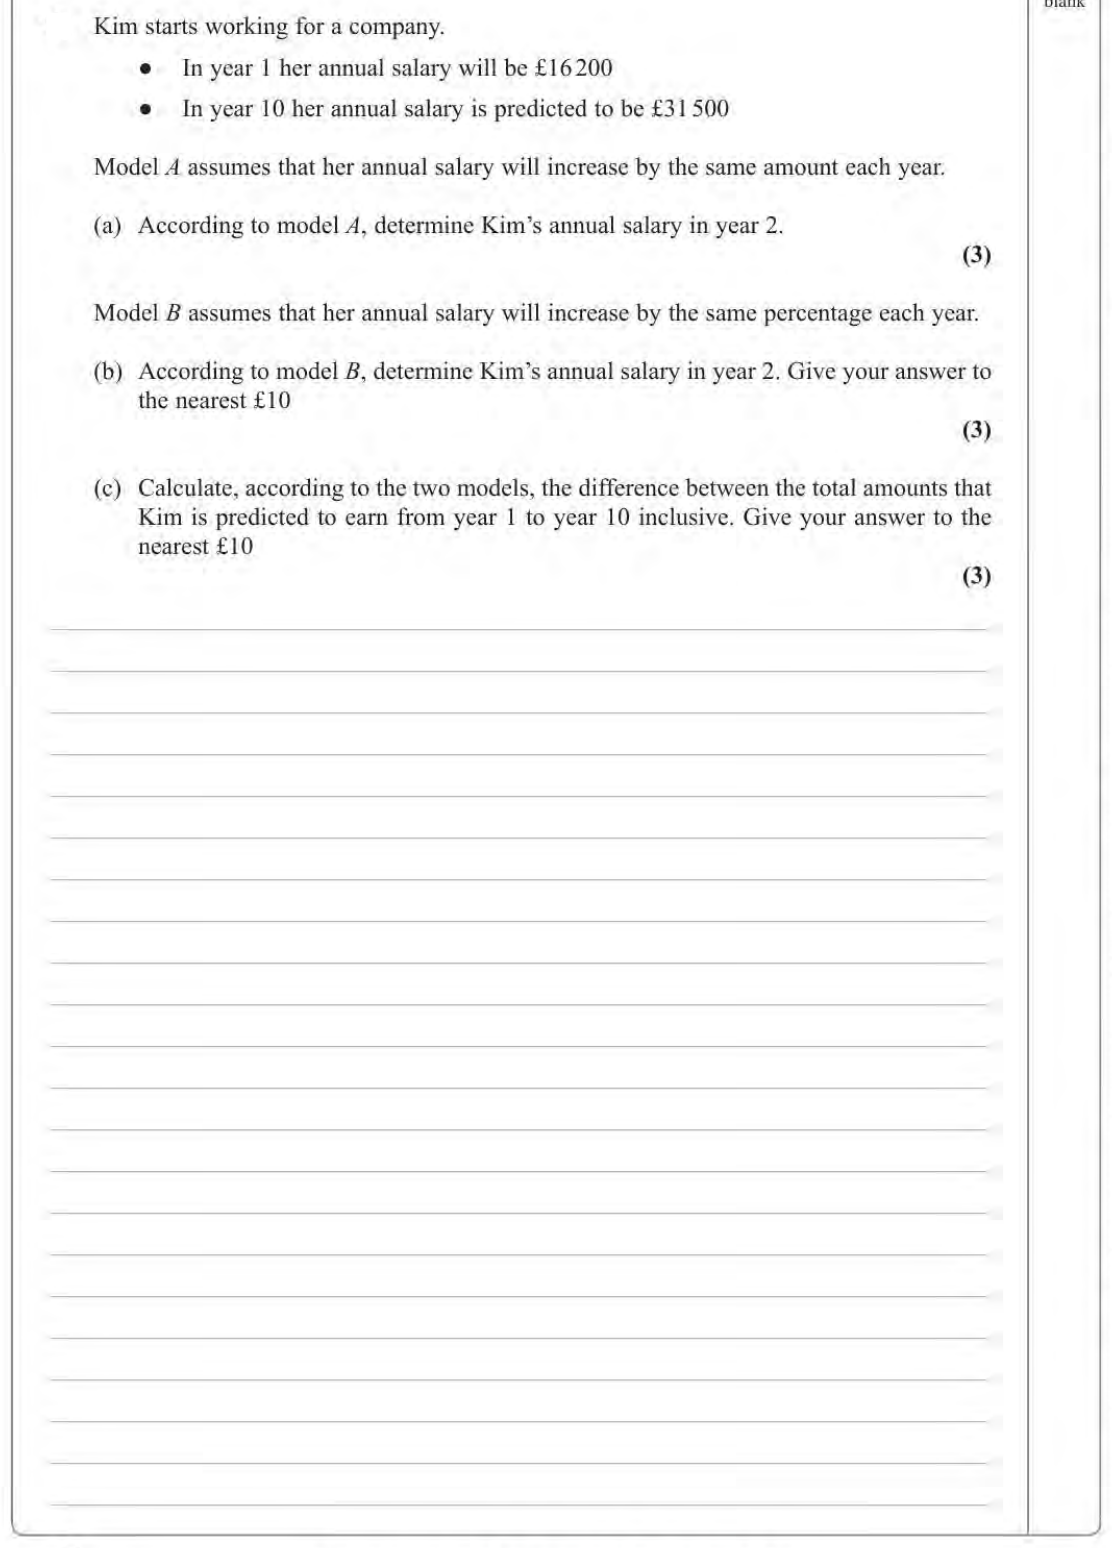 blank
Kim starts working for a company.
• In year 1 her annual salary will be £16 200
• In year 10 her annual salary is predicted to be £31 500
Model A assumes that her annual salary will increase by the same amount each year.
(a) According to model A, determine Kim's annual salary in year 2.
(3)
Model B assumes that her annual salary will increase by the same percentage each year.
(b) According to model B, determine Kim's annual salary in year 2. Give your answer to
the nearest £10
(3)
(c) Calculate, according to the two models, the difference between the total amounts that
Kim is predicted to earn from year 1 to year 10 inclusive. Give your answer to the
nearest £10
(3)